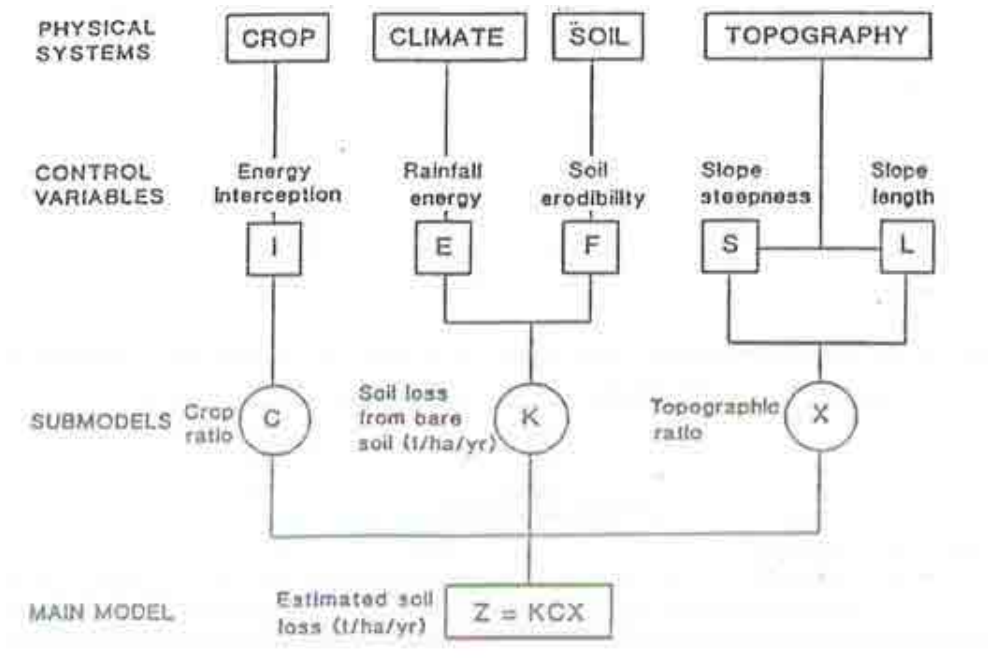 PHYSICAL
SYSTEMS
CROP
CLIMATE
SOIL
TOPOGRAPHY
CONTROL
VARIABLES
Energy
Interception
Rainfall
energy
Soil
erodibility
Slope
steepness
Slope
length
I
E
F
S
L
SUBMODELS
Crop
ratio
C
Soil loss
from bare
soil (t/ha/yr)
K
Topographic
ratio
X
MAIN MODEL
Estimated soil
loss (t/ha/yr)
Z = KCX